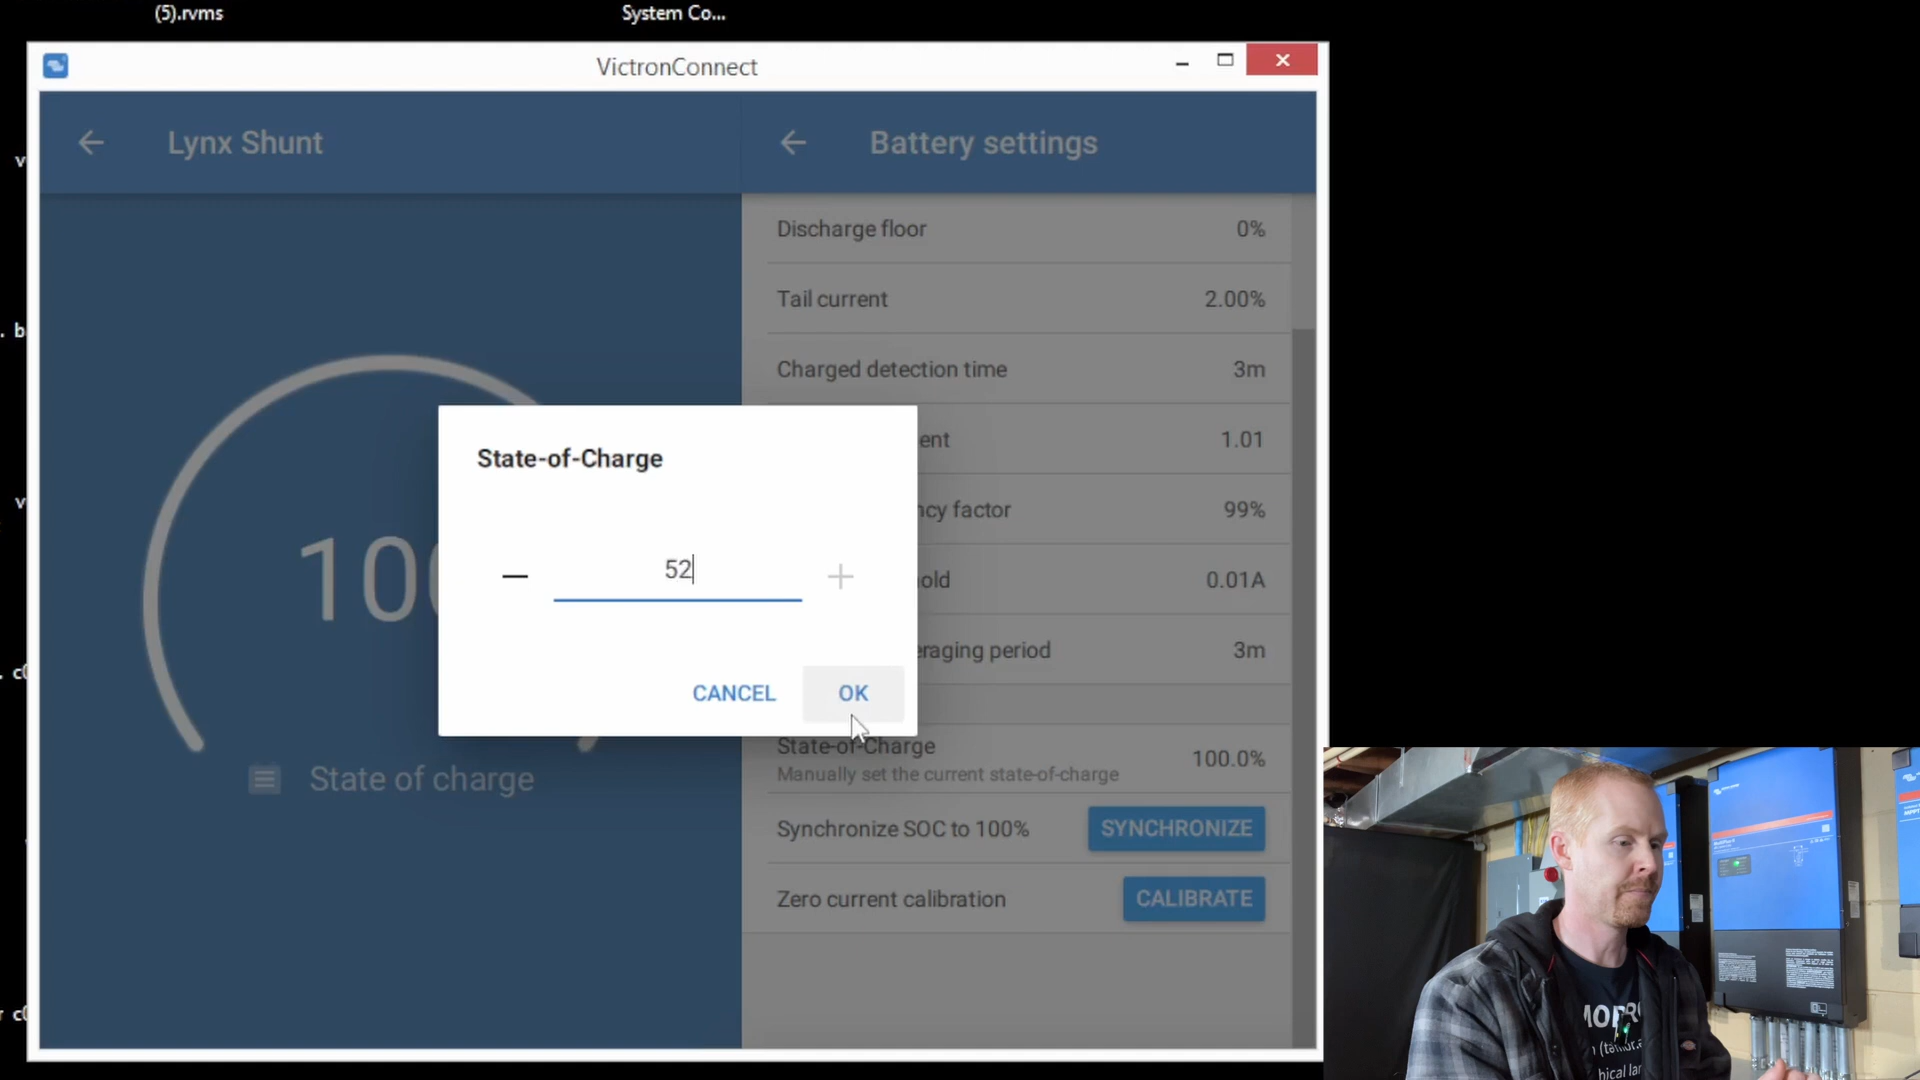 (5).rvms
System Co...
VictronConnect
Lynx Shunt
Battery settings
Discharge floor 0%
Tail current 2.00%
Charged detection time 3m
ent 1.01
ncy factor 99%
old 0.01A
eraging period 3m
State-of-Charge
52
CANCEL OK
100
State of charge
State-of-Charge 100.0%
Manually set the current state-of-charge
Synchronize SOC to 100% SYNCHRONIZE
Zero current calibration CALIBRATE